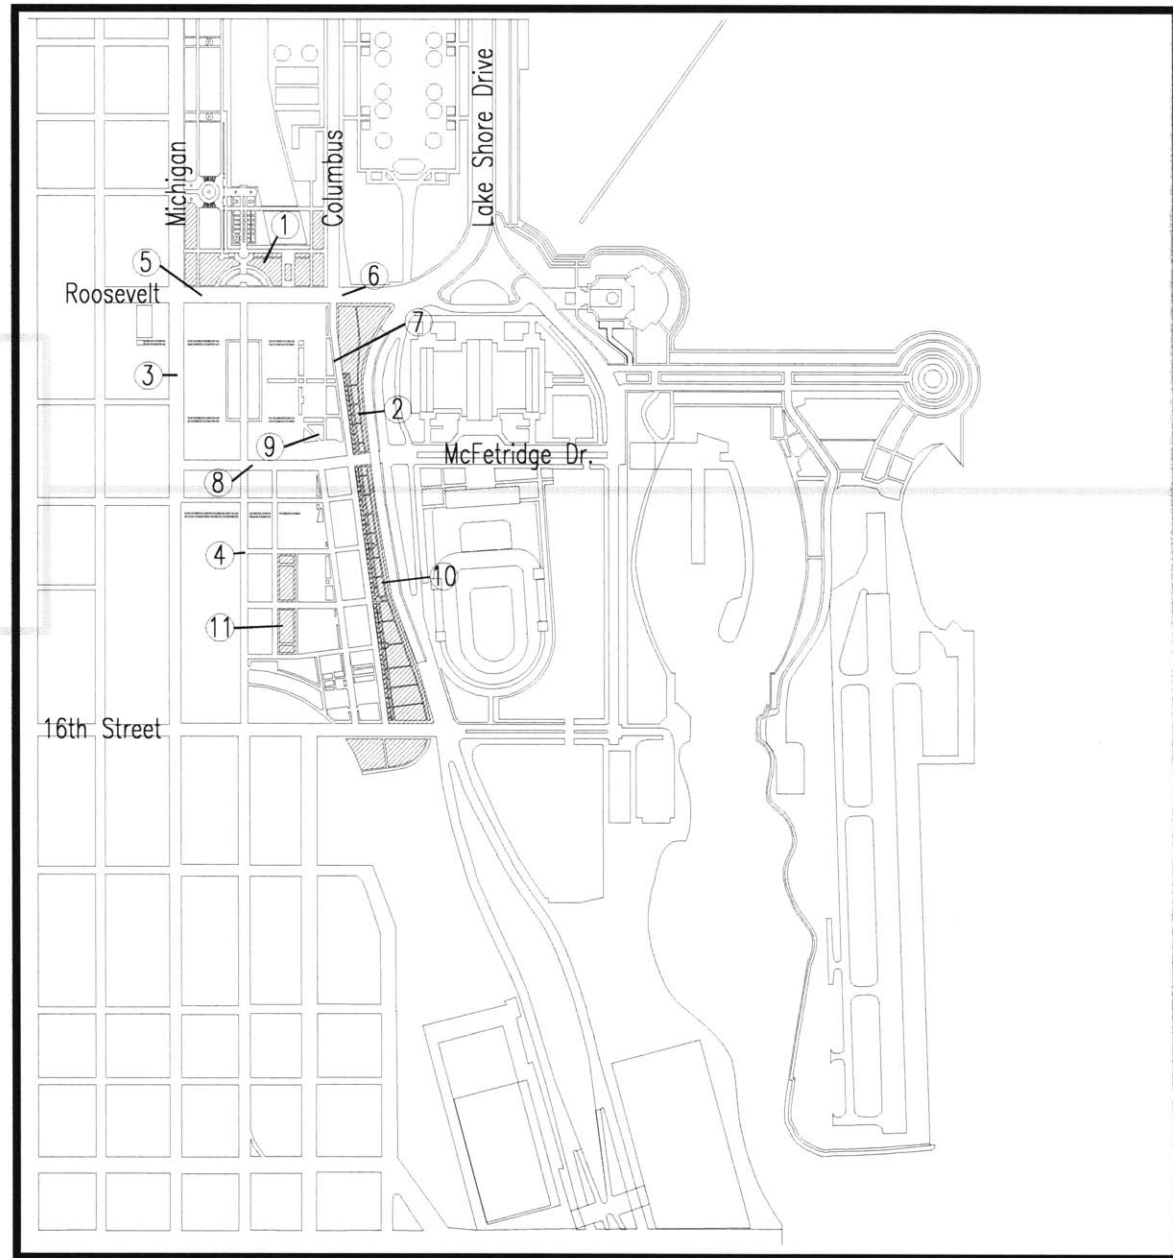 Michigan
Columbus
Lake Shore Drive
1
5
6
Roosevelt
7
3
2
9
McFetridge Dr.
8
4
10
11
16th Street